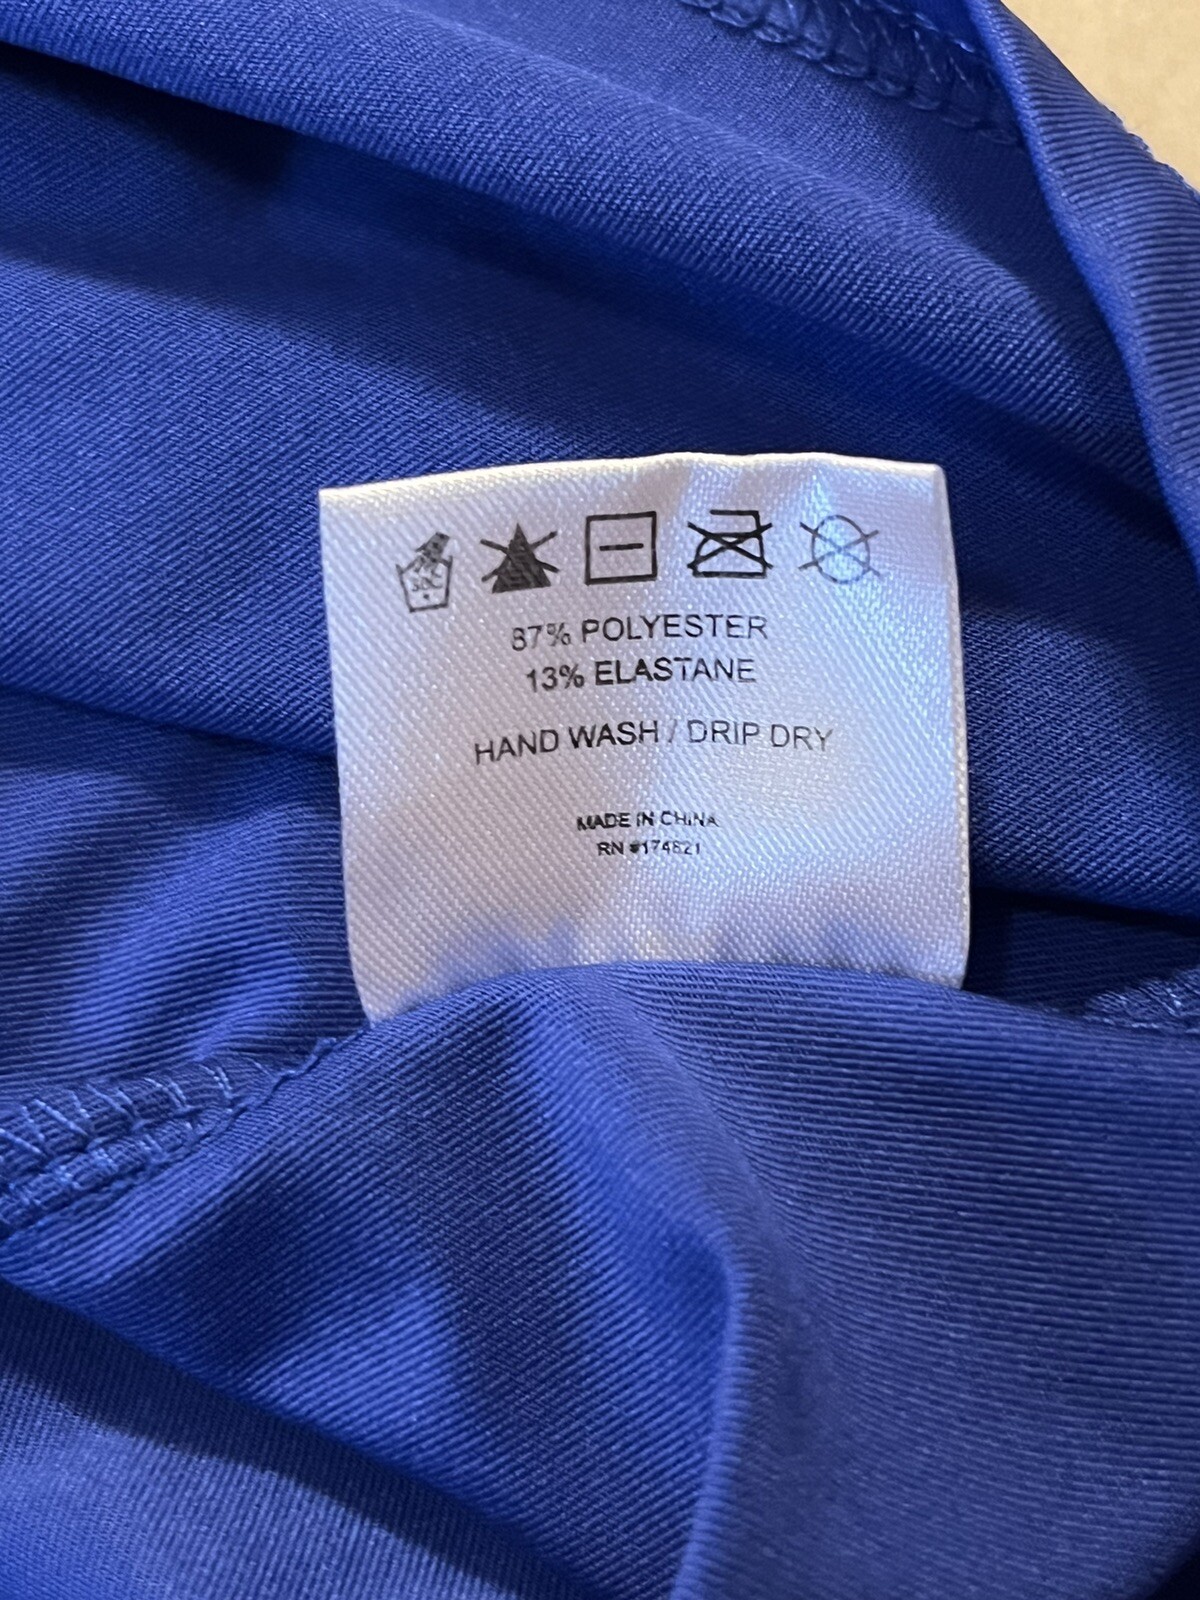 87% POLYESTER
13% ELASTANE
HAND WASH / DRIP DRY
MADE IN CHINA
RN #174821